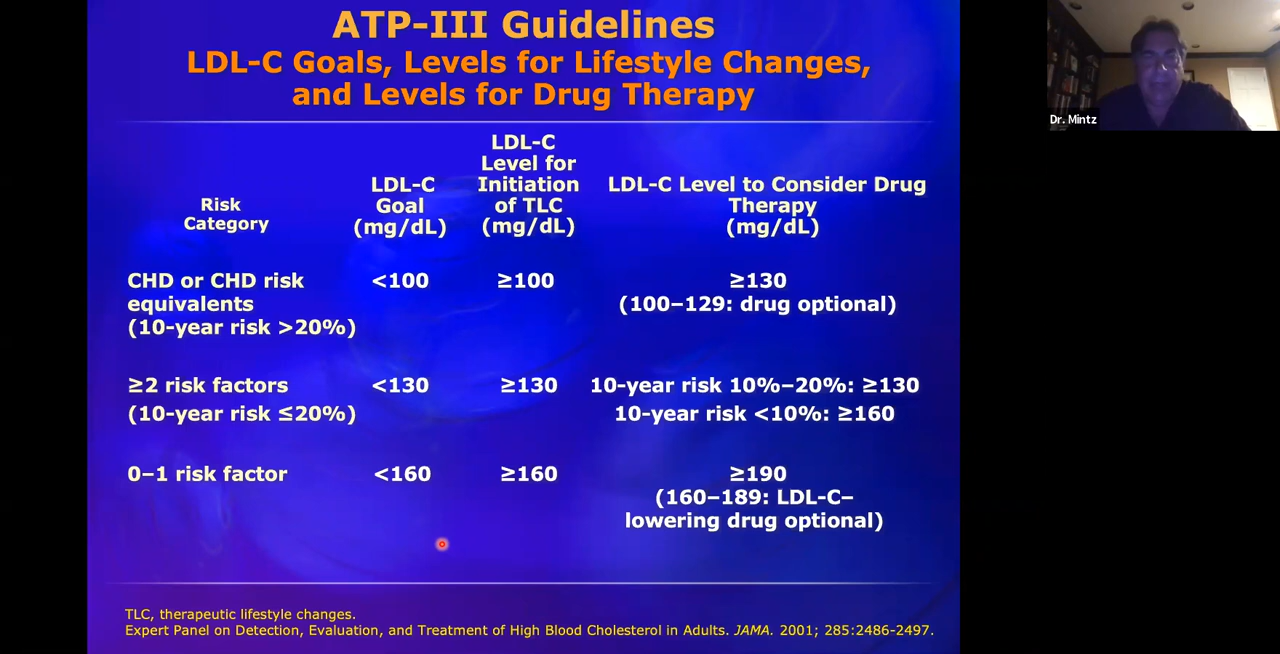 ATP-III Guidelines
LDL-C Goals, Levels for Lifestyle Changes,
and Levels for Drug Therapy
Dr. Mintz
Risk
Category
LDL-C
Goal
(mg/dL)
LDL-C
Level for
Initiation
of TLC
(mg/dL)
LDL-C Level to Consider Drug
Therapy
(mg/dL)
CHD or CHD risk
equivalents
(10-year risk >20%)
<100
≥100
≥130
(100–129: drug optional)
≥2 risk factors
(10-year risk ≤20%)
<130
≥130
10-year risk 10%–20%: ≥130
10-year risk <10%: ≥160
0–1 risk factor
<160
≥160
≥190
(160–189: LDL-C–
lowering drug optional)
TLC, therapeutic lifestyle changes.
Expert Panel on Detection, Evaluation, and Treatment of High Blood Cholesterol in Adults. JAMA. 2001; 285:2486-2497.